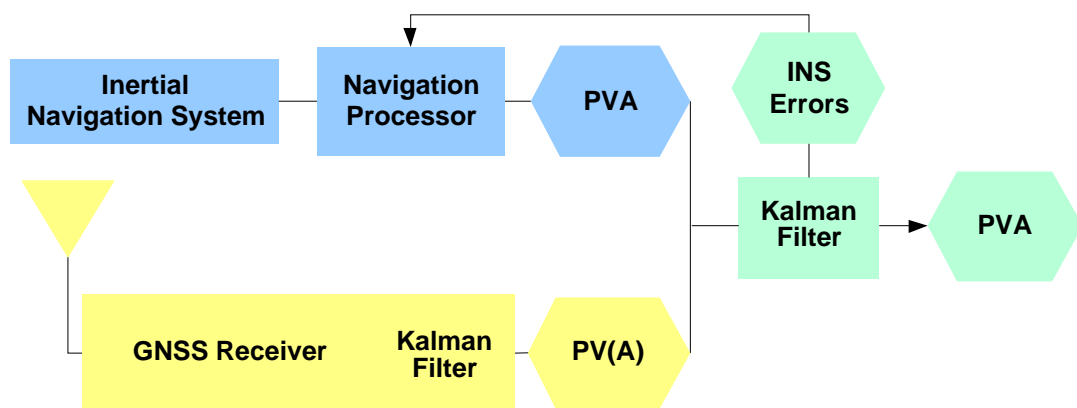 Inertial
Navigation System
Navigation
Processor
PVA
INS
Errors
Kalman
Filter
PVA
GNSS Receiver
Kalman
Filter
PV(A)